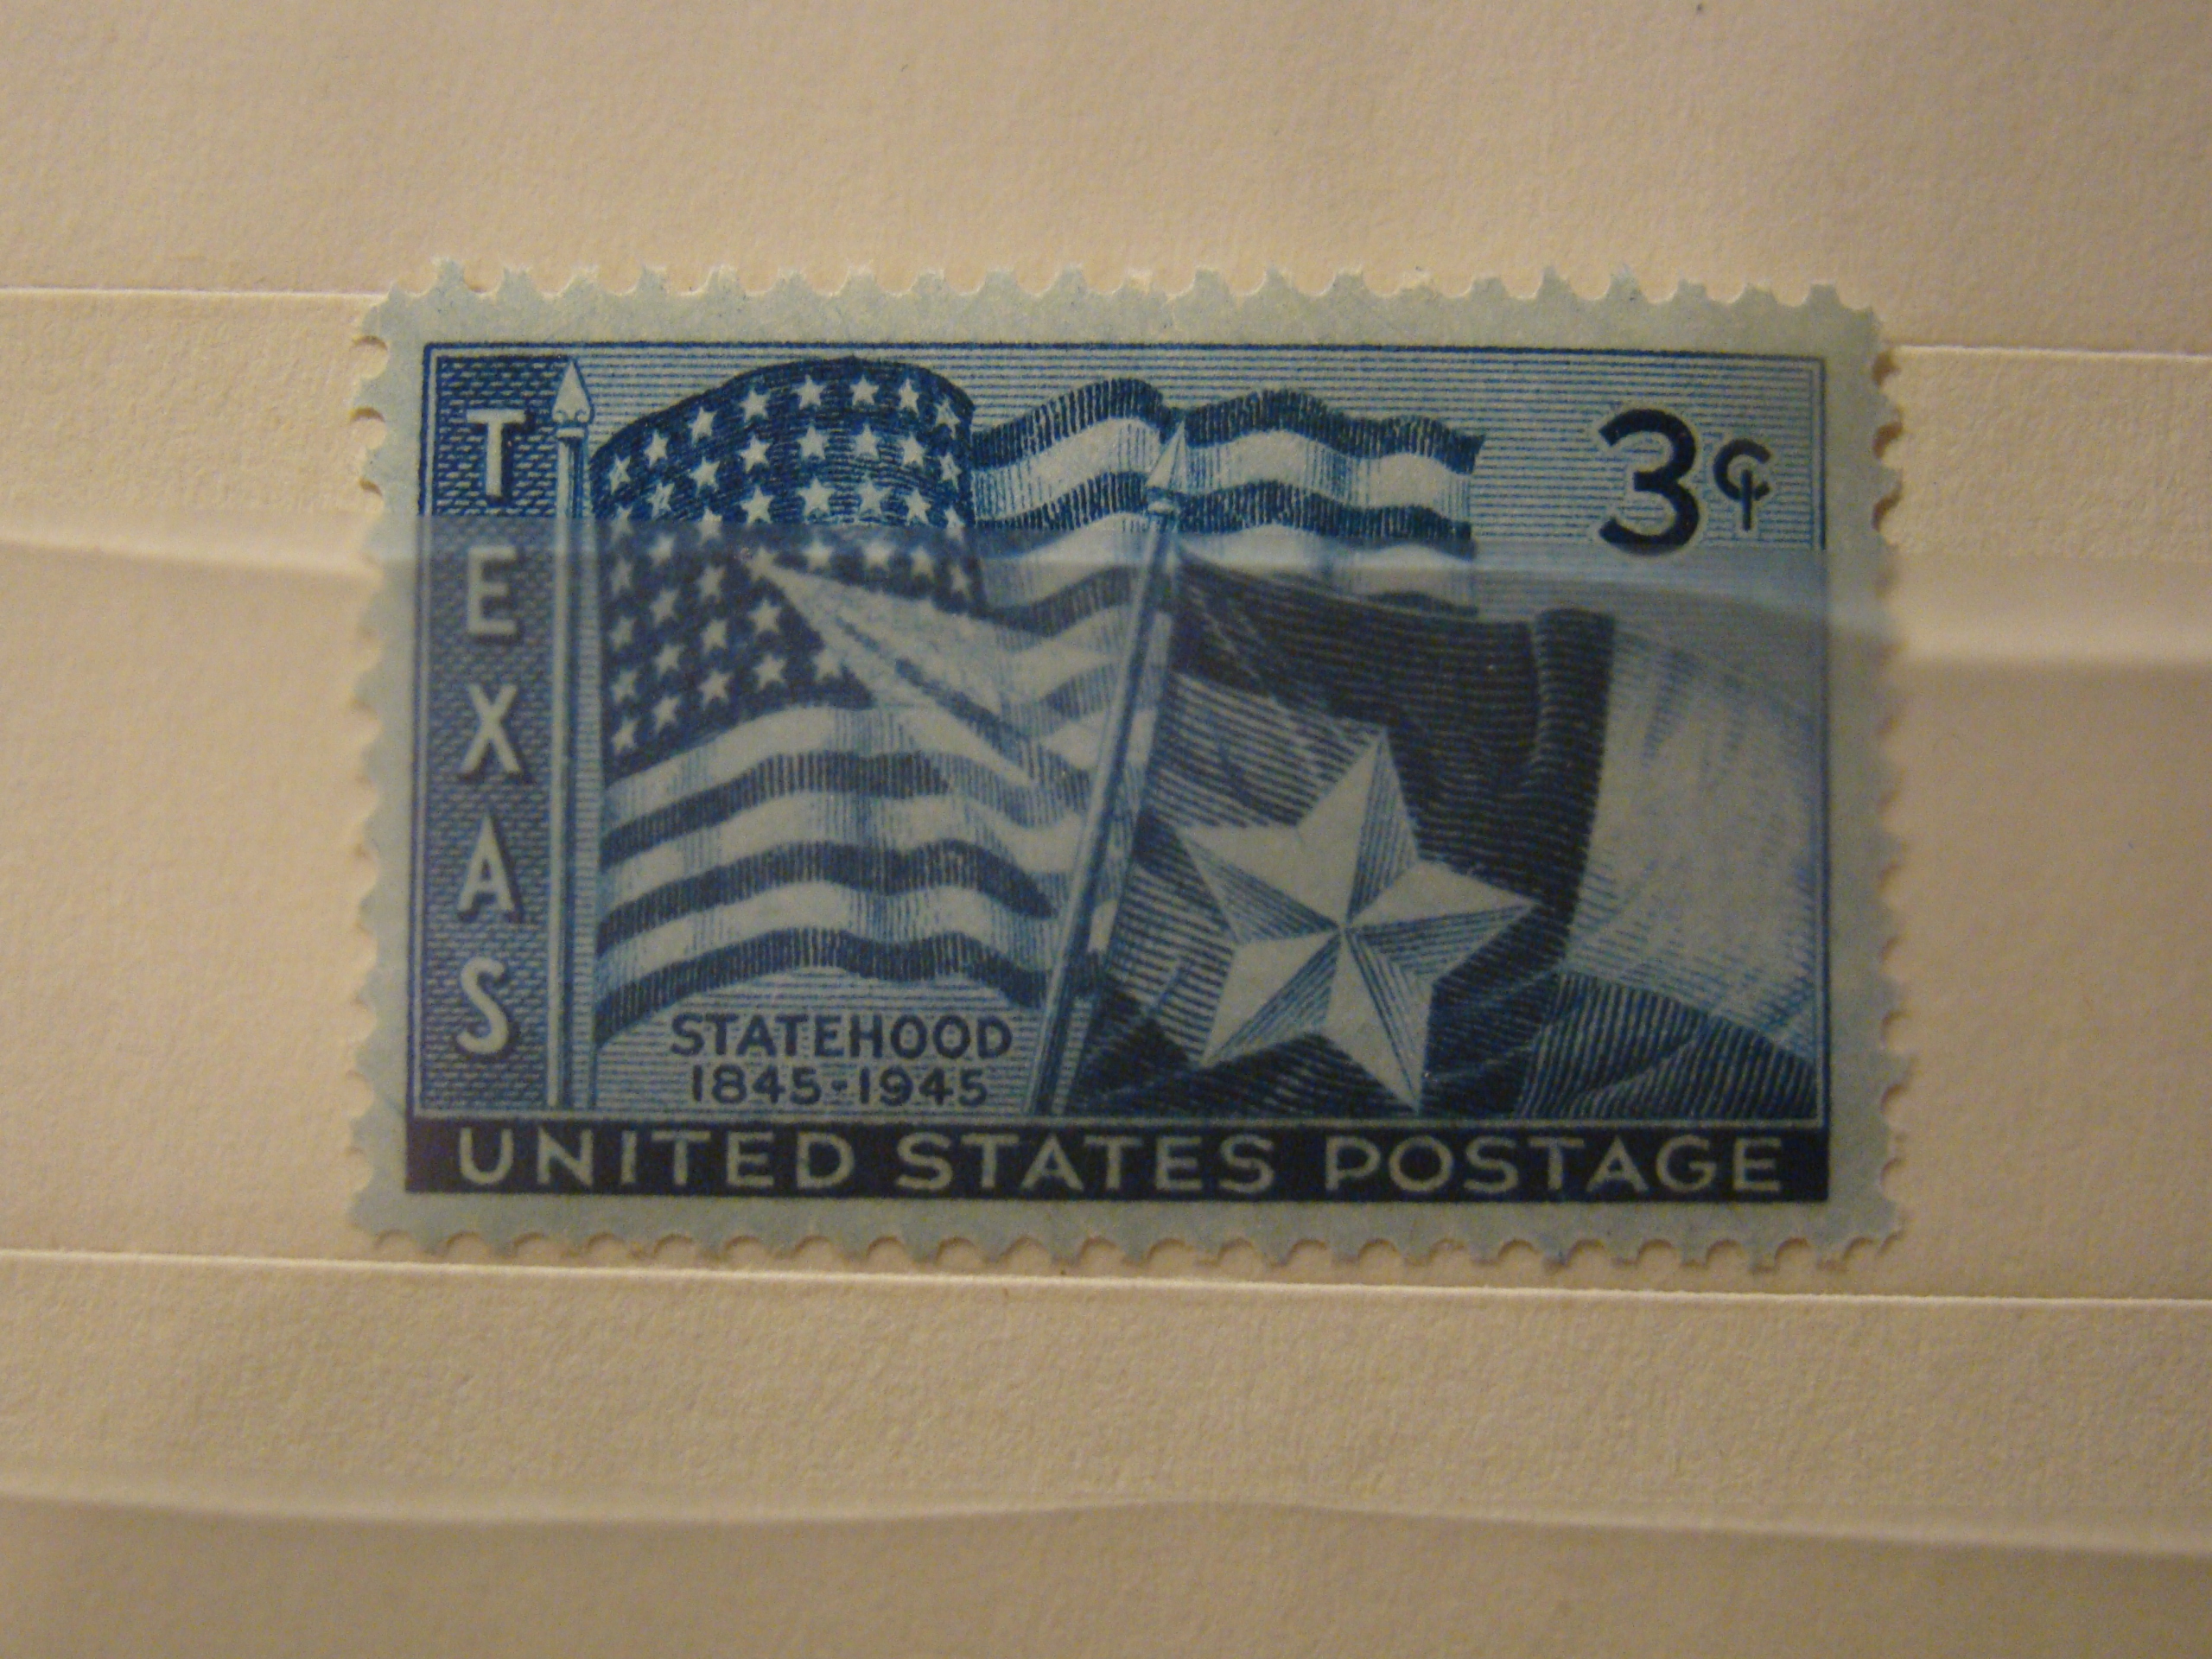 TEXAS
3¢
STATEHOOD
1845-1945
UNITED STATES POSTAGE